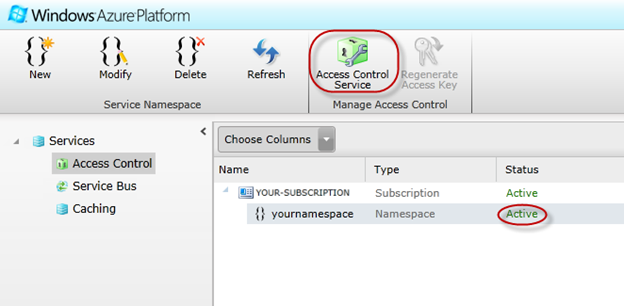 Windows Azure Platform
New Modify Delete Refresh Access Control Service Regenerate Access Key
Service Namespace Manage Access Control
Services
Access Control
Service Bus
Caching
Choose Columns
Name Type Status
YOUR-SUBSCRIPTION Subscription Active
{} yournamespace Namespace Active